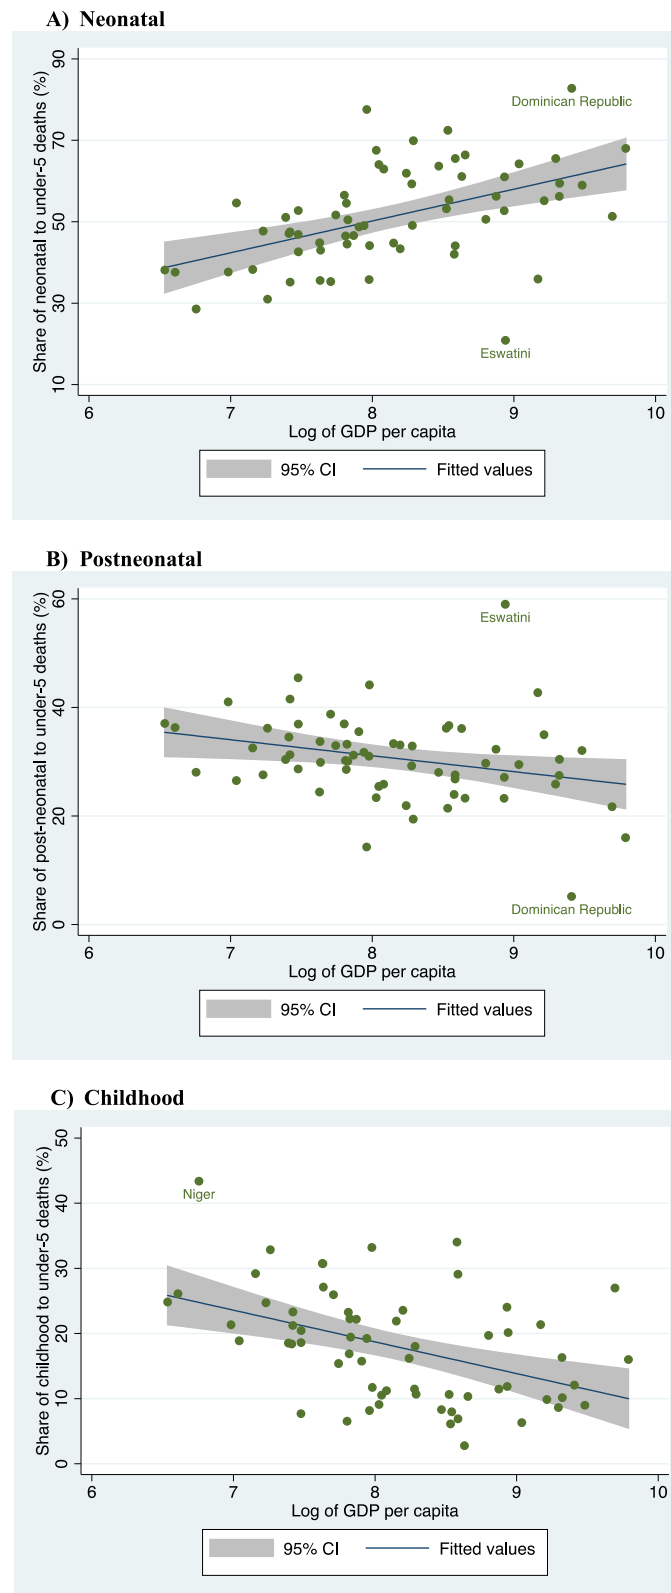 A) Neonatal
Share of neonatal to under-5 deaths (%)
90
70
50
30
10
Dominican Republic
Eswatini
6 7 8 9 10
Log of GDP per capita
95% CI Fitted values
B) Postneonatal
Share of post-neonatal to under-5 deaths (%)
60
40
20
0
Eswatini
Dominican Republic
6 7 8 9 10
Log of GDP per capita
95% CI Fitted values
C) Childhood
Share of childhood to under-5 deaths (%)
50
40
30
20
10
0
Niger
6 7 8 9 10
Log of GDP per capita
95% CI Fitted values